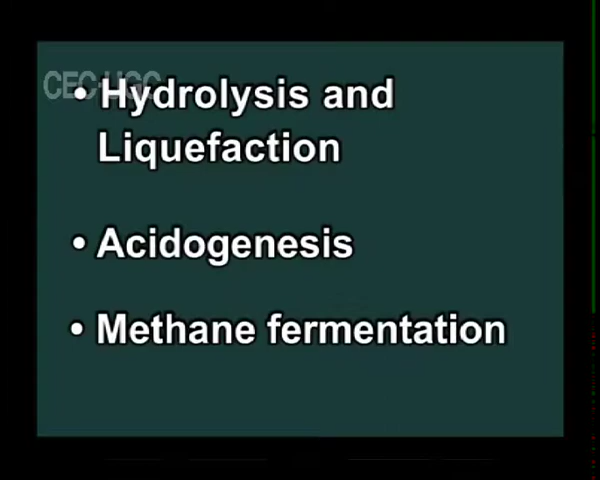 CEC-UGC
• Hydrolysis and
Liquefaction
• Acidogenesis
• Methane fermentation